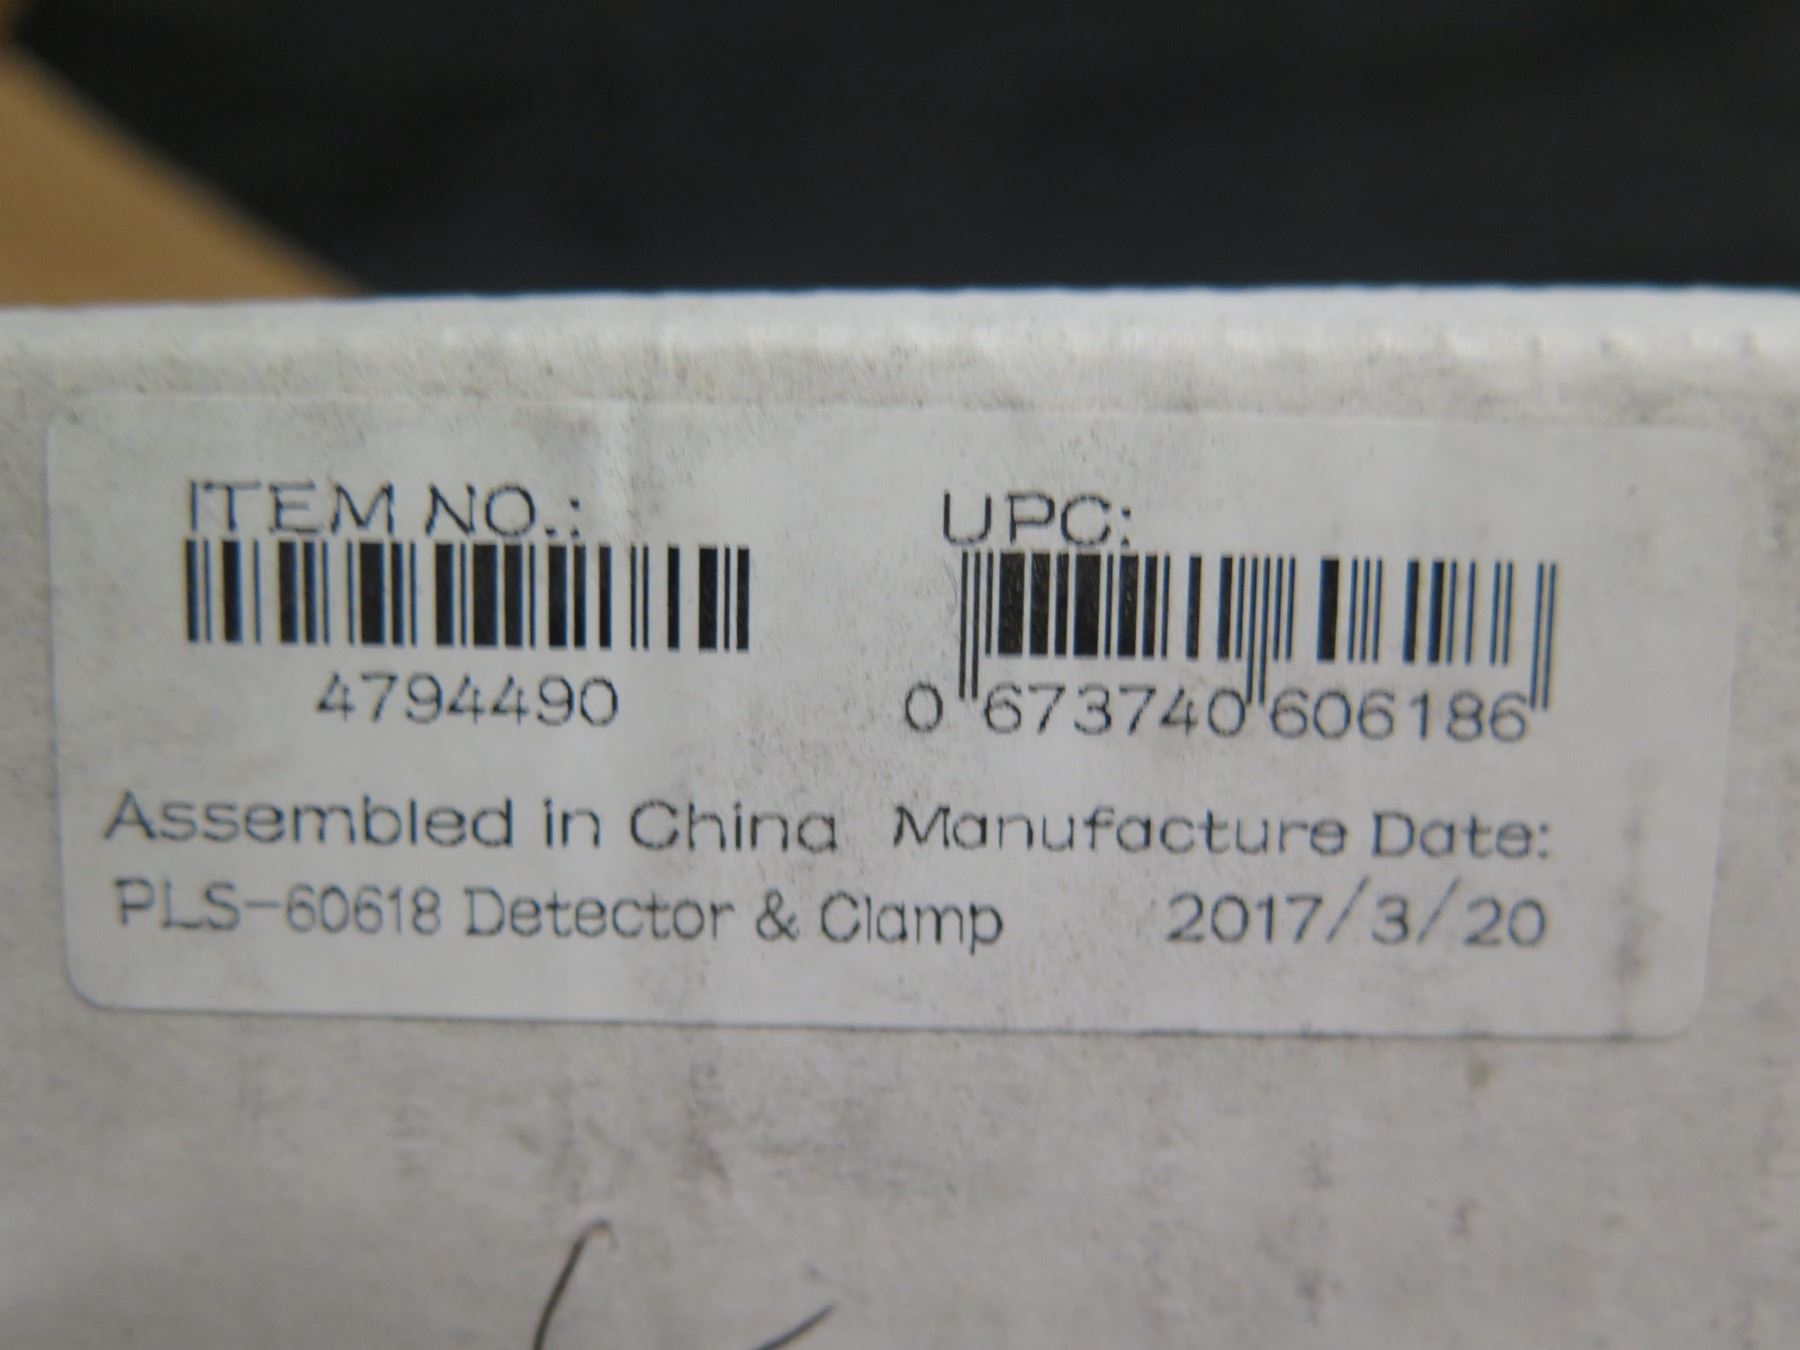 ITEM NO.:
UPC:
4794490
0 673740 606186
Assembled in China
Manufacture Date:
PLS-60618 Detector & Clamp
2017/3/20